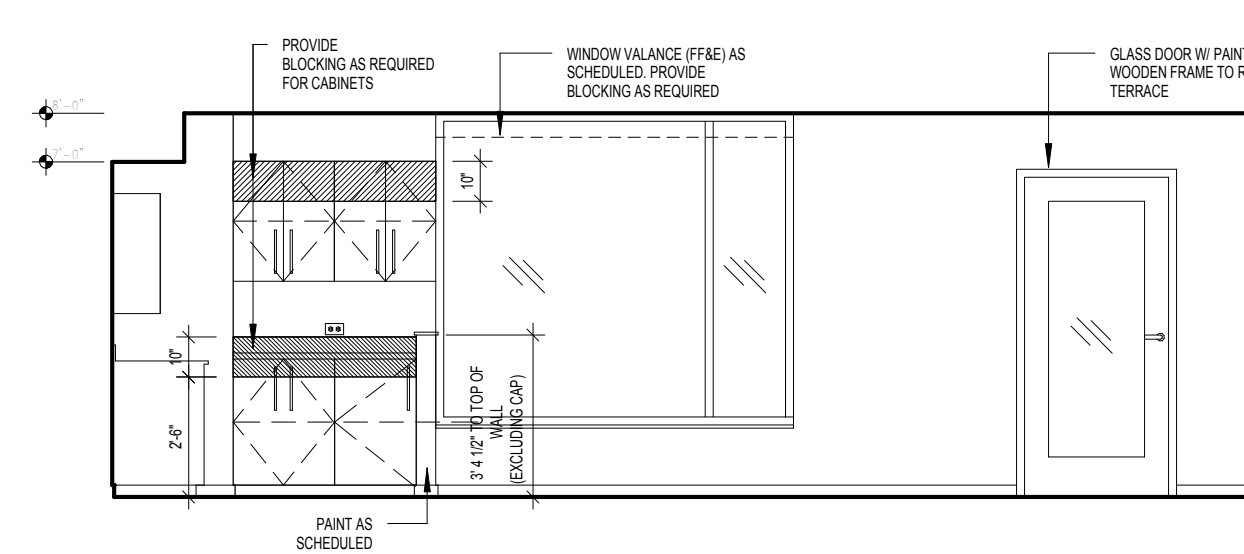 PROVIDE
BLOCKING AS REQUIRED
FOR CABINETS
WINDOW VALANCE (FF&E) AS
SCHEDULED. PROVIDE
BLOCKING AS REQUIRED
GLASS DOOR W/ PAINT
WOODEN FRAME TO R
TERRACE
8'-0"
7'-0"
10"
10"
2'-6"
3' 4 1/2" TO TOP OF
WALL
(EXCLUDING CAP)
PAINT AS
SCHEDULED